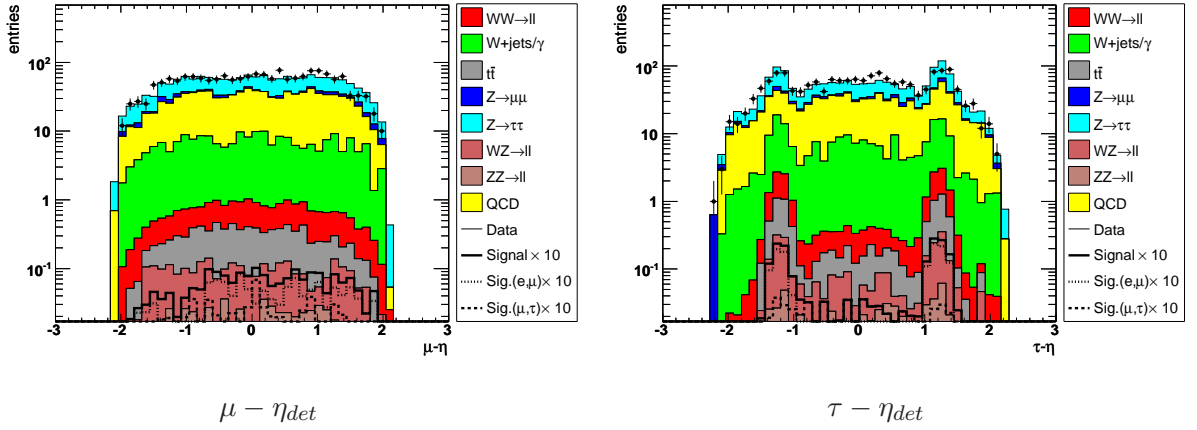 entries
10²
10
1
10⁻¹
-3 -2 -1 0 1 2 3
μ-η
WW→ll
W+jets/γ
tt̄
Z→μμ
Z→ττ
WZ→ll
ZZ→ll
QCD
Data
Signal × 10
Sig.(e,μ)× 10
Sig.(μ,τ)× 10
entries
10²
10
1
10⁻¹
-3 -2 -1 0 1 2 3
τ-η
WW→ll
W+jets/γ
tt̄
Z→μμ
Z→ττ
WZ→ll
ZZ→ll
QCD
Data
Signal × 10
Sig.(e,μ)× 10
Sig.(μ,τ)× 10
μ − η_det
τ − η_det